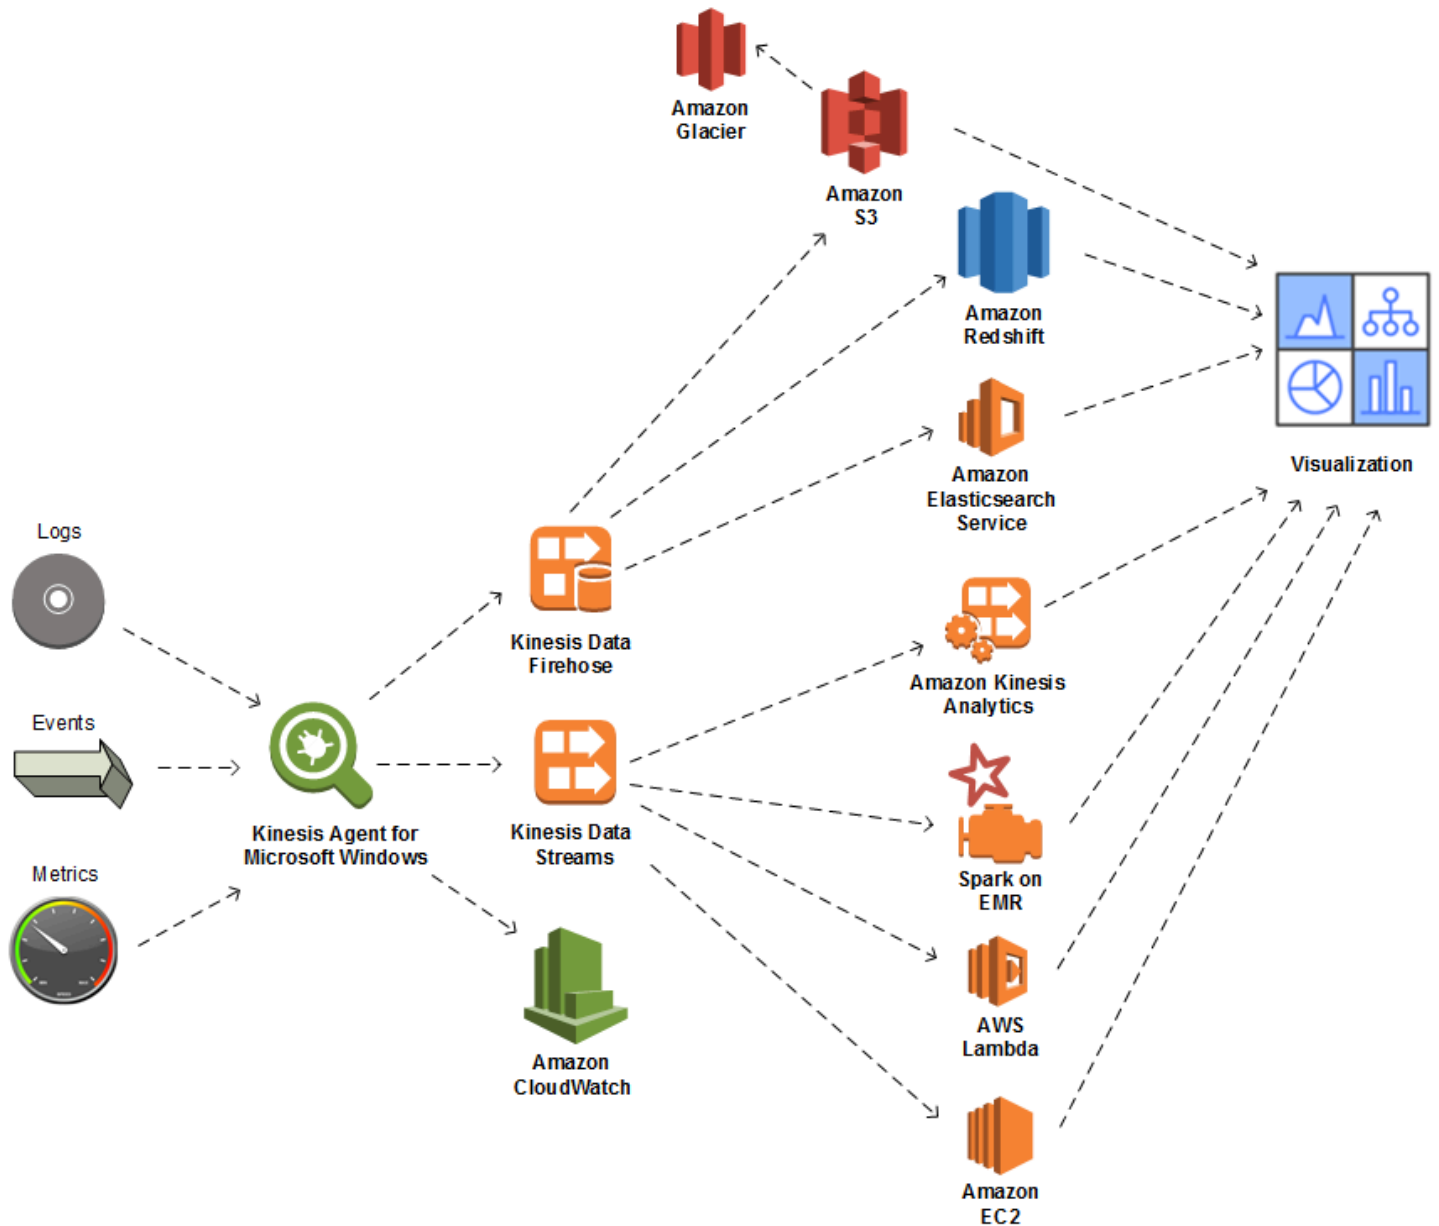 Amazon
Glacier
Amazon
S3
Amazon
Redshift
Visualization
Amazon
Elasticsearch
Service
Logs
Kinesis Data
Firehose
Amazon Kinesis
Analytics
Events
Kinesis Agent for
Microsoft Windows
Kinesis Data
Streams
Metrics
Spark on
EMR
AWS
Lambda
Amazon
CloudWatch
Amazon
EC2